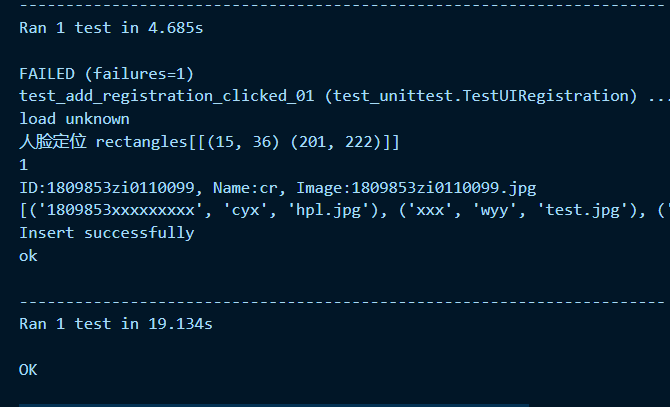 ----------------------------------------------------------------------
Ran 1 test in 4.685s
FAILED (failures=1)
test_add_registration_clicked_01 (test_unittest.TestUIRegistration) ...
load unknown
人脸定位 rectangles[[(15, 36) (201, 222)]]
1
ID:1809853zi0110099, Name:cr, Image:1809853zi0110099.jpg
[('1809853xxxxxxxxx', 'cyx', 'hpl.jpg'), ('xxx', 'wyy', 'test.jpg'), ('
Insert successfully
ok
----------------------------------------------------------------------
Ran 1 test in 19.134s
OK